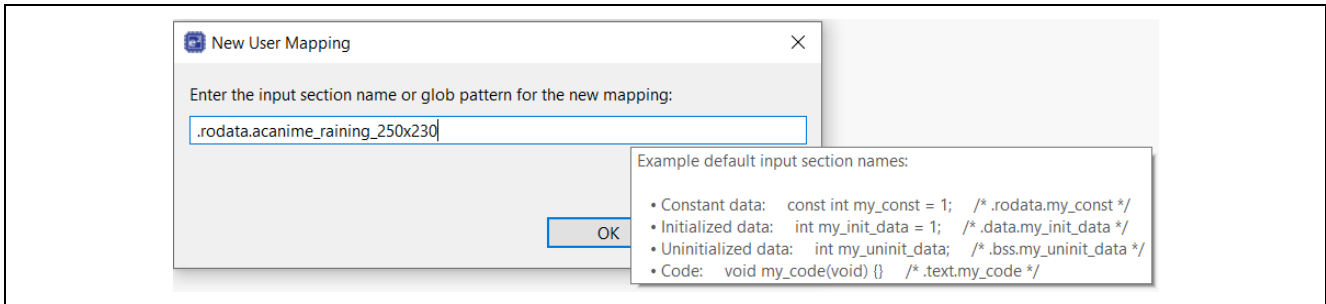 New User Mapping
Enter the input section name or glob pattern for the new mapping:
.rodata.acanime_raining_250x230
Example default input section names:
• Constant data: const int my_const = 1; /* .rodata.my_const */
• Initialized data: int my_init_data = 1; /* .data.my_init_data */
• Uninitialized data: int my_uninit_data; /* .bss.my_uninit_data */
• Code: void my_code(void) {} /* .text.my_code */
OK